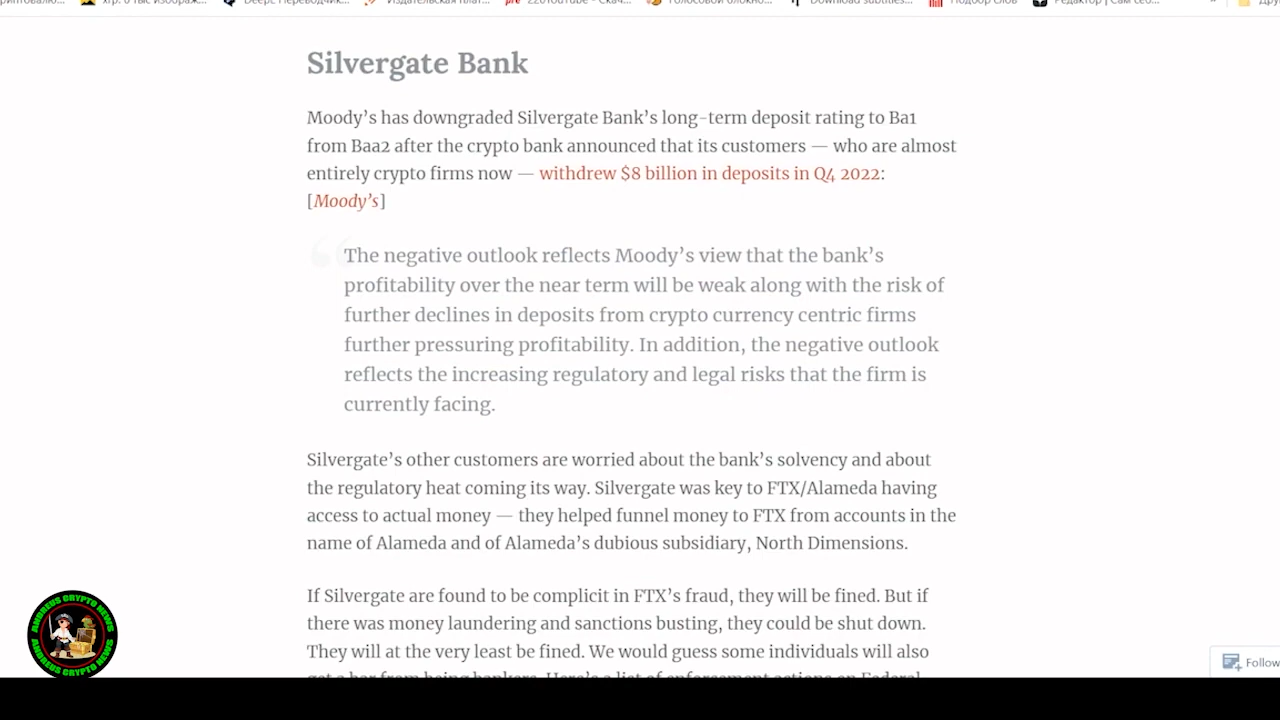 Silvergate Bank
Moody’s has downgraded Silvergate Bank’s long-term deposit rating to Ba1
from Baa2 after the crypto bank announced that its customers — who are almost
entirely crypto firms now — withdrew $8 billion in deposits in Q4 2022:
[Moody’s]
“
The negative outlook reflects Moody’s view that the bank’s
profitability over the near term will be weak along with the risk of
further declines in deposits from crypto currency centric firms
further pressuring profitability. In addition, the negative outlook
reflects the increasing regulatory and legal risks that the firm is
currently facing.
Silvergate’s other customers are worried about the bank’s solvency and about
the regulatory heat coming its way. Silvergate was key to FTX/Alameda having
access to actual money — they helped funnel money to FTX from accounts in the
name of Alameda and of Alameda’s dubious subsidiary, North Dimensions.
If Silvergate are found to be complicit in FTX’s fraud, they will be fined. But if
there was money laundering and sanctions busting, they could be shut down.
They will at the very least be fined. We would guess some individuals will also
ANDREUS CRYPTO NEWS
ANDREUS CRYPTO NEWS
Follow